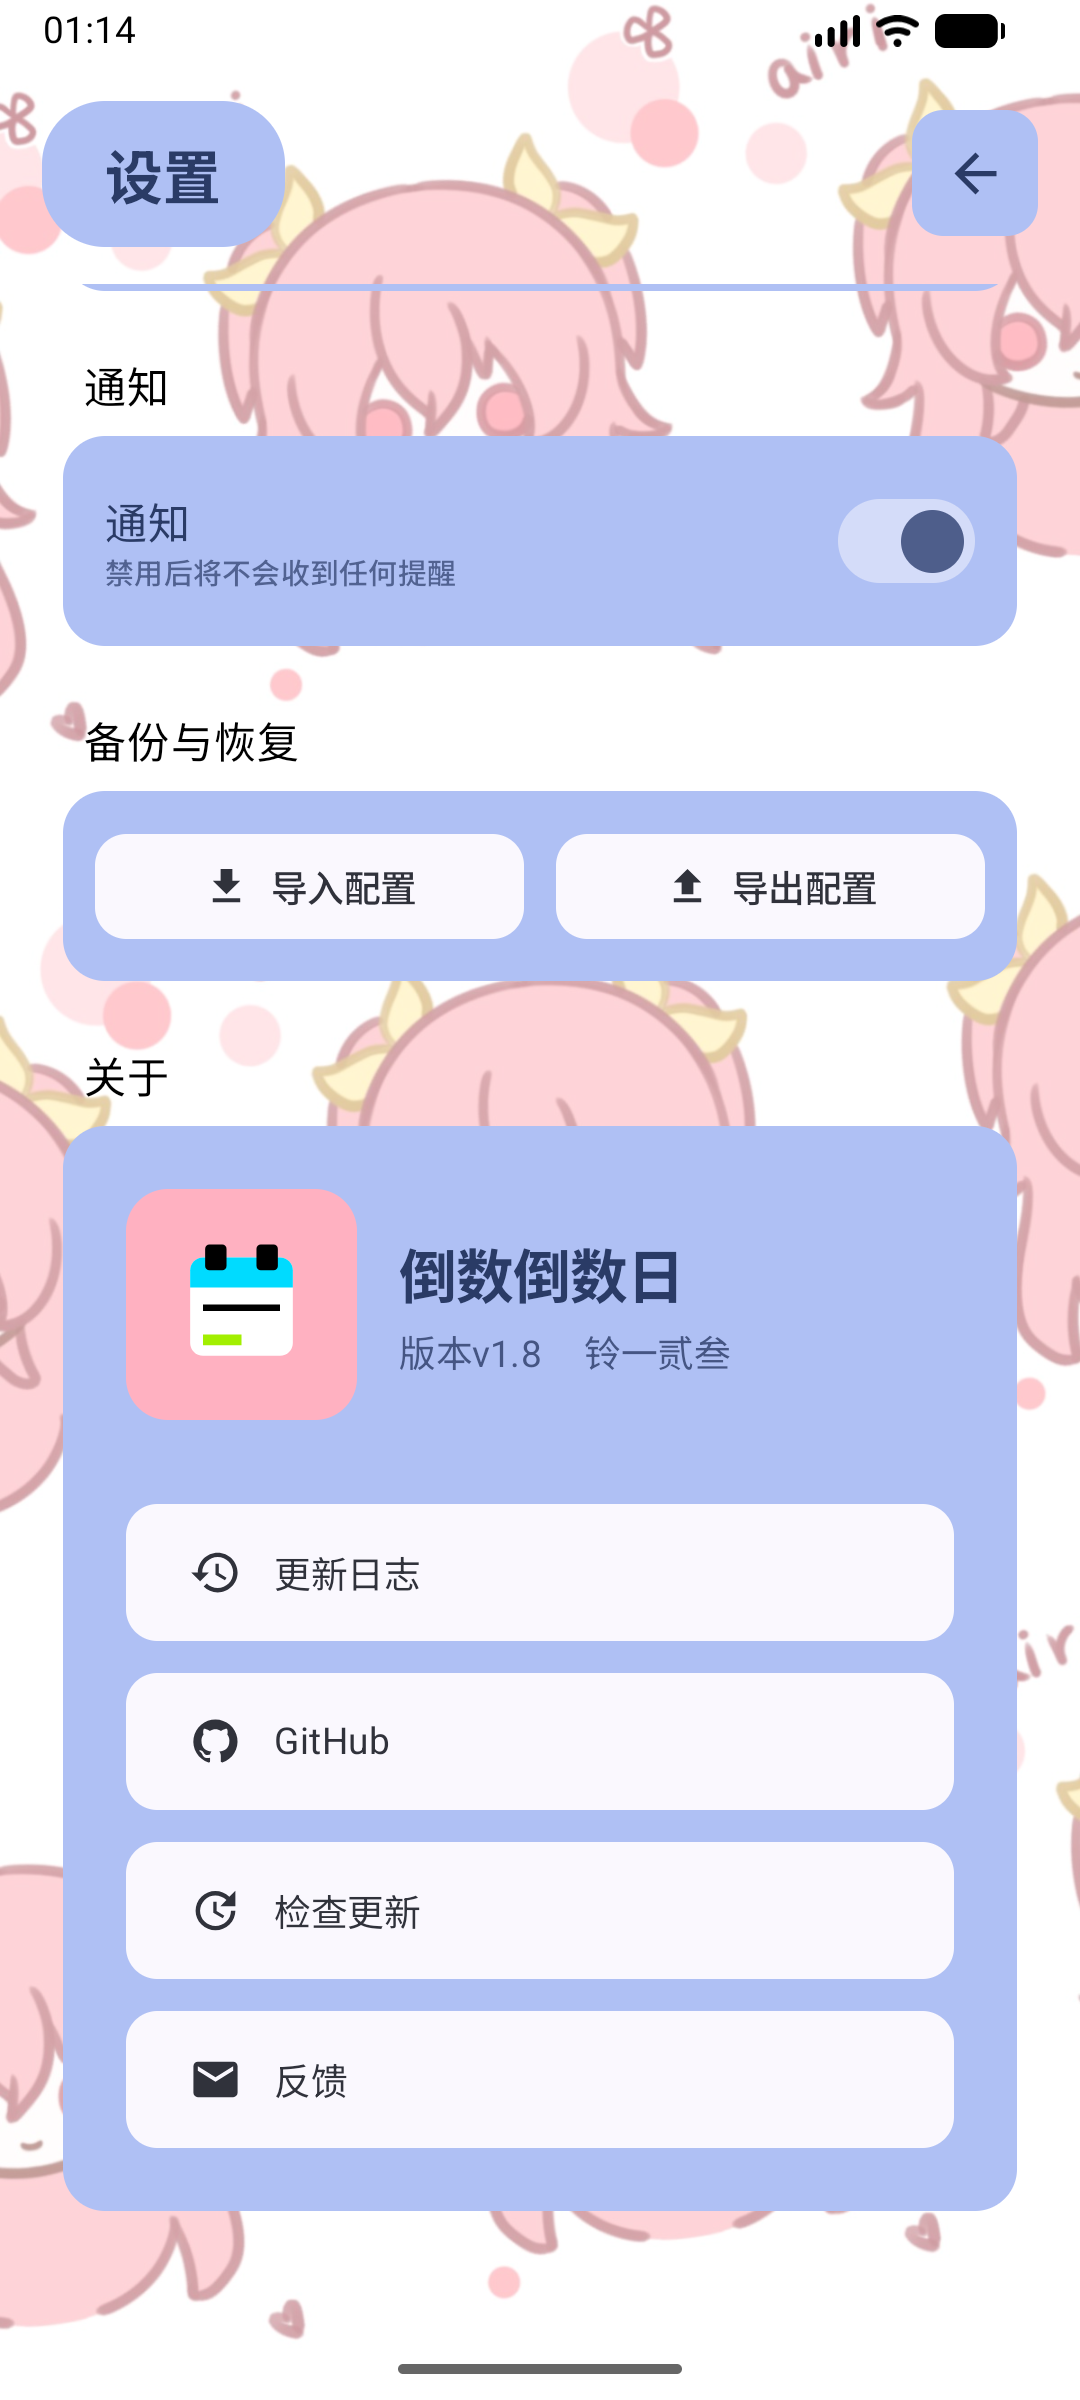 01:14
airi
设置
通知
通知
禁用后将不会收到任何提醒
备份与恢复
导入配置
导出配置
关于
倒数倒数日
版本v1.8 铃一贰叁
更新日志
GitHub
检查更新
反馈